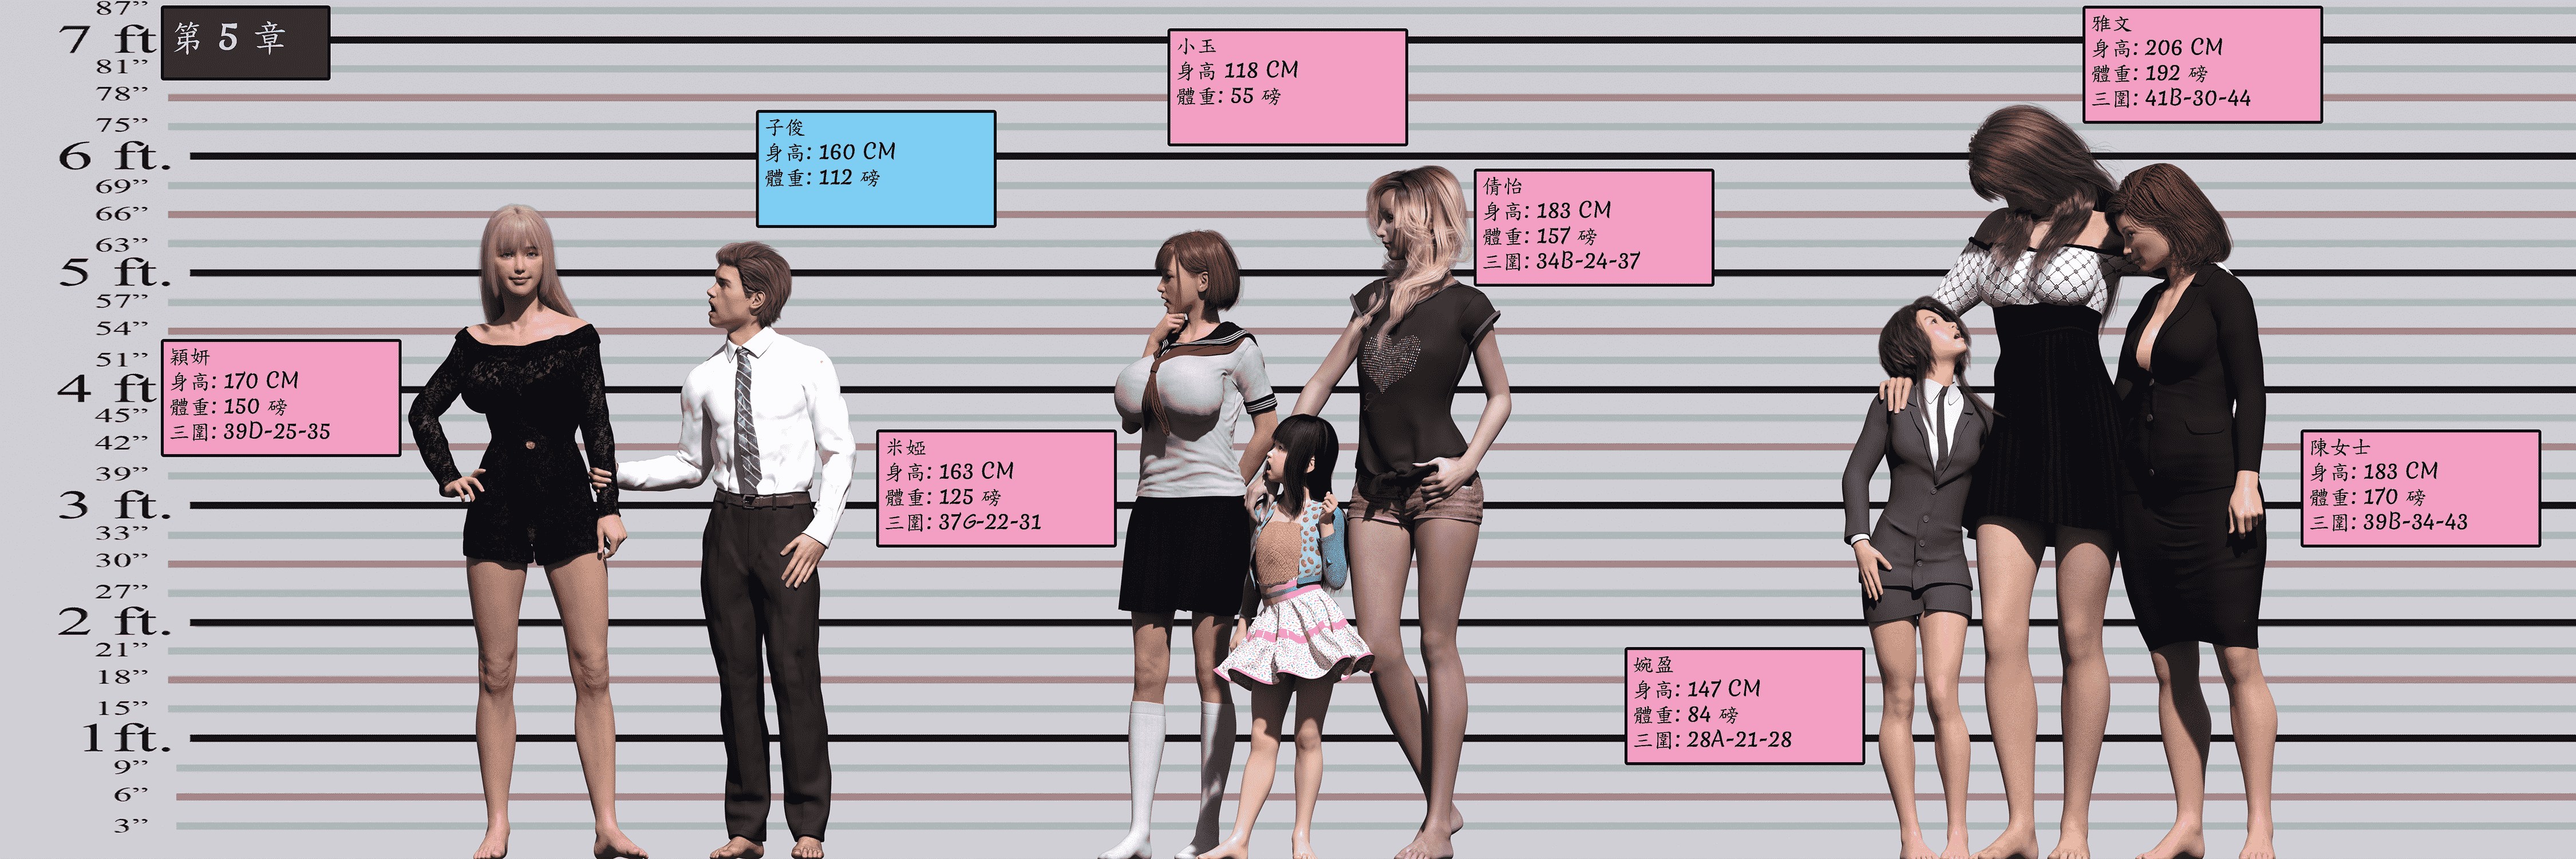 87”
7 ft
81”
78”
75”
6 ft.
69”
66”
63”
5 ft.
57”
54”
51”
4 ft
45”
42”
39”
3 ft.
33”
30”
27”
2 ft.
21”
18”
15”
1 ft.
9”
6”
3”
第 5 章
穎妍
身高: 170 CM
體重: 150 磅
三圍: 39D-25-35
子俊
身高: 160 CM
體重: 112 磅
米婭
身高: 163 CM
體重: 125 磅
三圍: 37G-22-31
小玉
身高 118 CM
體重: 55 磅
倩怡
身高: 183 CM
體重: 157 磅
三圍: 34B-24-37
婉盈
身高: 147 CM
體重: 84 磅
三圍: 28A-21-28
雅文
身高: 206 CM
體重: 192 磅
三圍: 41B-30-44
陳女士
身高: 183 CM
體重: 170 磅
三圍: 39B-34-43